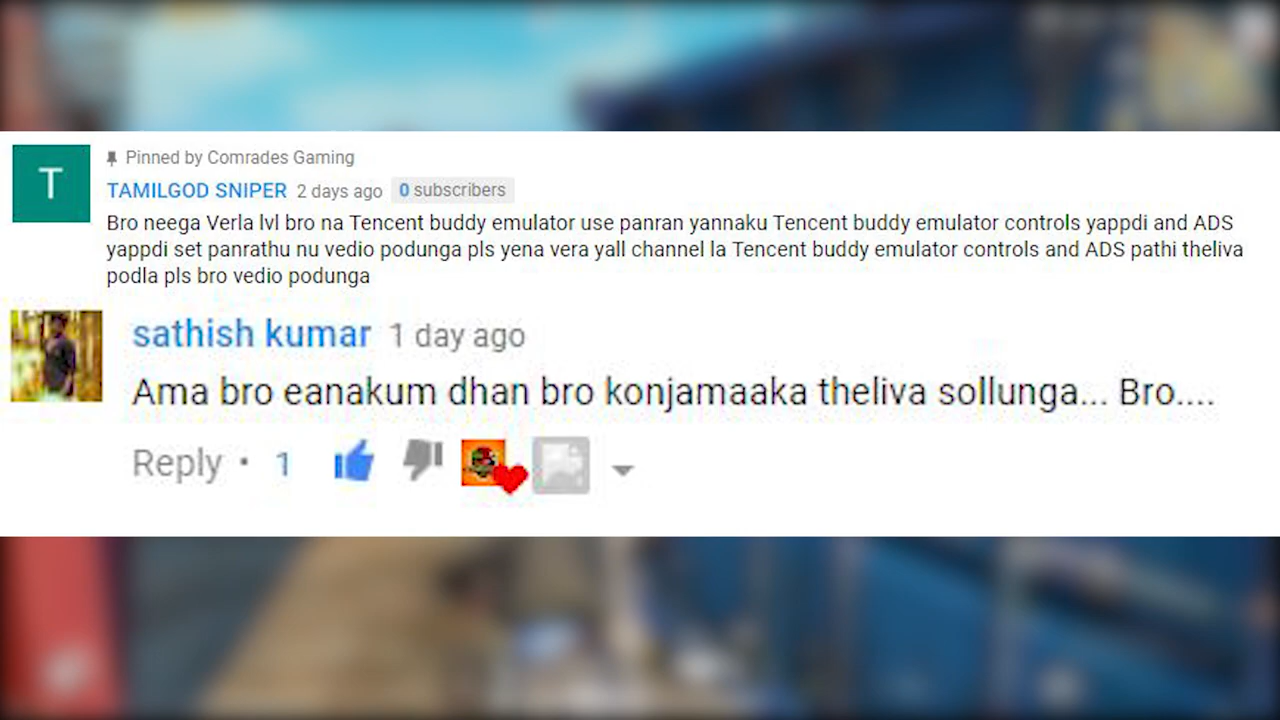 T
Pinned by Comrades Gaming
TAMILGOD SNIPER 2 days ago 0 subscribers
Bro neega Verla lvl bro na Tencent buddy emulator use panran yannaku Tencent buddy emulator controls yappdi and ADS
yappdi set panrathu nu vedio podunga pls yena vera yall channel la Tencent buddy emulator controls and ADS pathi theliva
podla pls bro vedio podunga
sathish kumar 1 day ago
Ama bro eanakum dhan bro konjamaaka theliva sollunga... Bro....
Reply • 1